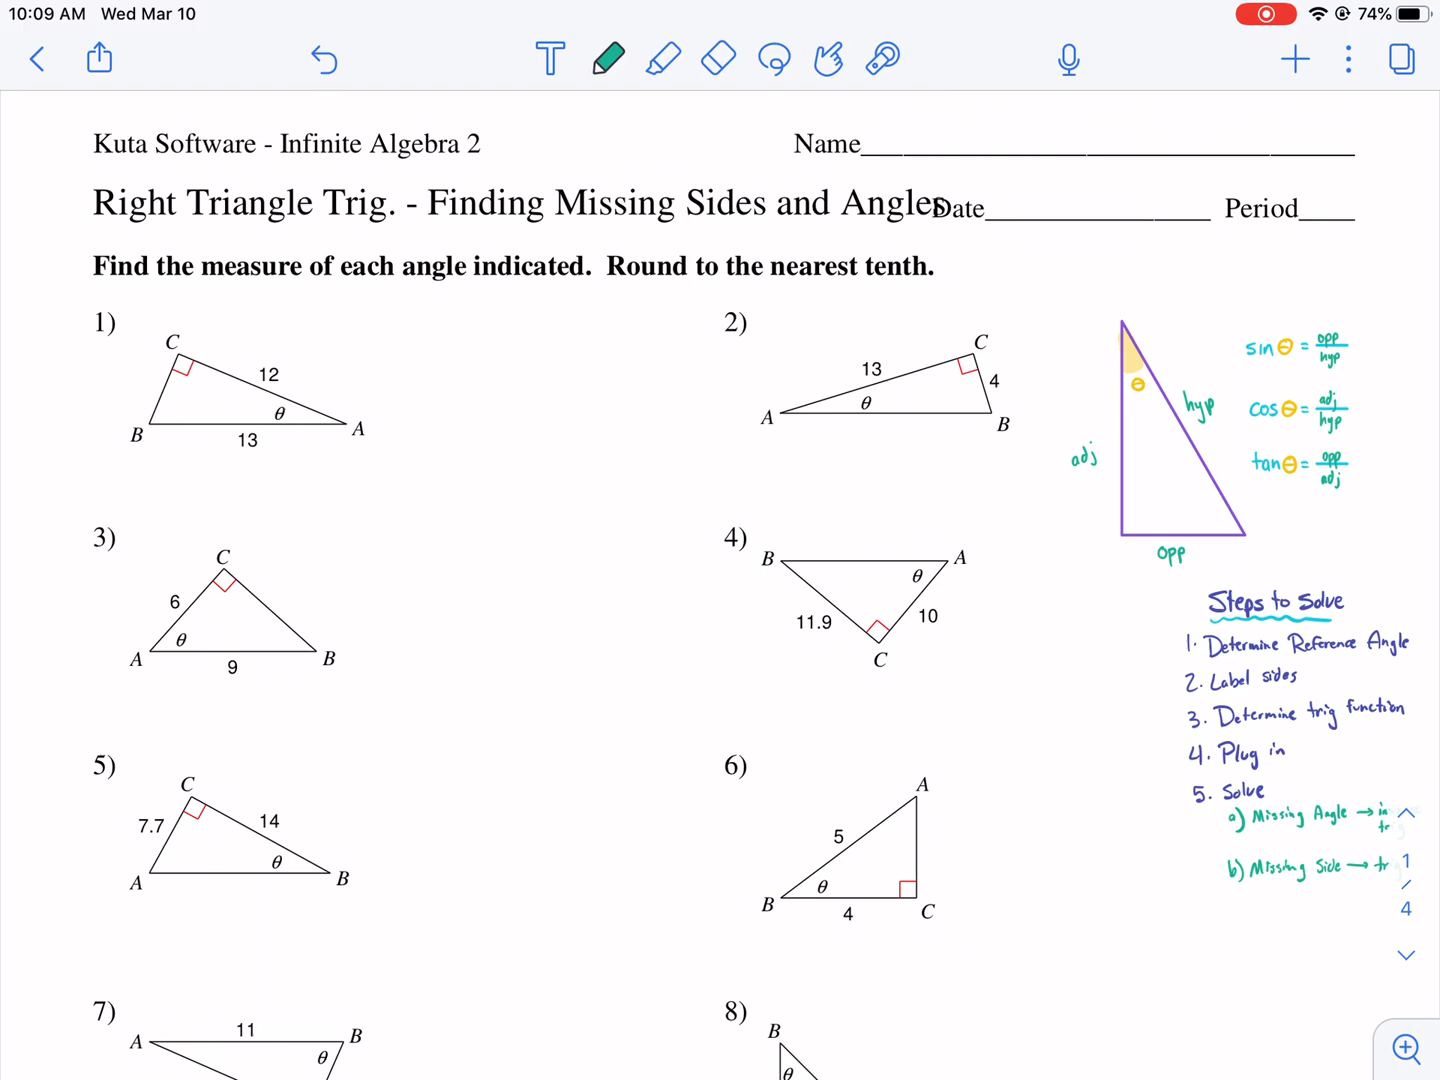 10:09 AM Wed Mar 10
74%
Kuta Software - Infinite Algebra 2
Name
Right Triangle Trig. - Finding Missing Sides and Angles
Date
Period
Find the measure of each angle indicated. Round to the nearest tenth.
1)
C
12
θ
B
13
A
2)
C
13
4
θ
A
B
adj
θ
hyp
opp
sin θ = opp/hyp
cos θ = adj/hyp
tan θ = opp/adj
3)
C
6
θ
A
9
B
4)
B
A
θ
11.9
10
C
Steps to Solve
1. Determine Reference Angle
2. Label sides
3. Determine trig function
4. Plug in
5. Solve
a) Missing Angle →
b) Missing Side →
5)
C
7.7
14
θ
A
B
6)
A
5
θ
B
4
C
1
/
4
7)
A
11
B
θ
8)
B
θ